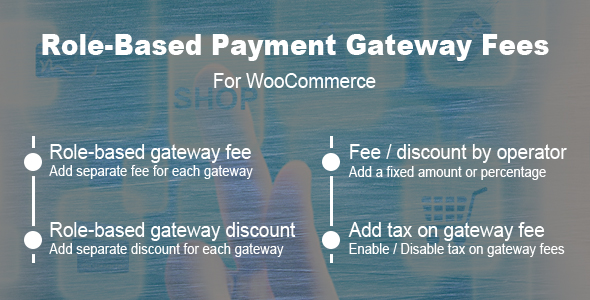 Role-Based Payment Gateway Fees
For WooCommerce
SHOP
Role-based gateway fee
Add separate fee for each gateway
Role-based gateway discount
Add separate discount for each gateway
Fee / discount by operator
Add a fixed amount or percentage
Add tax on gateway fee
Enable / Disable tax on gateway fees